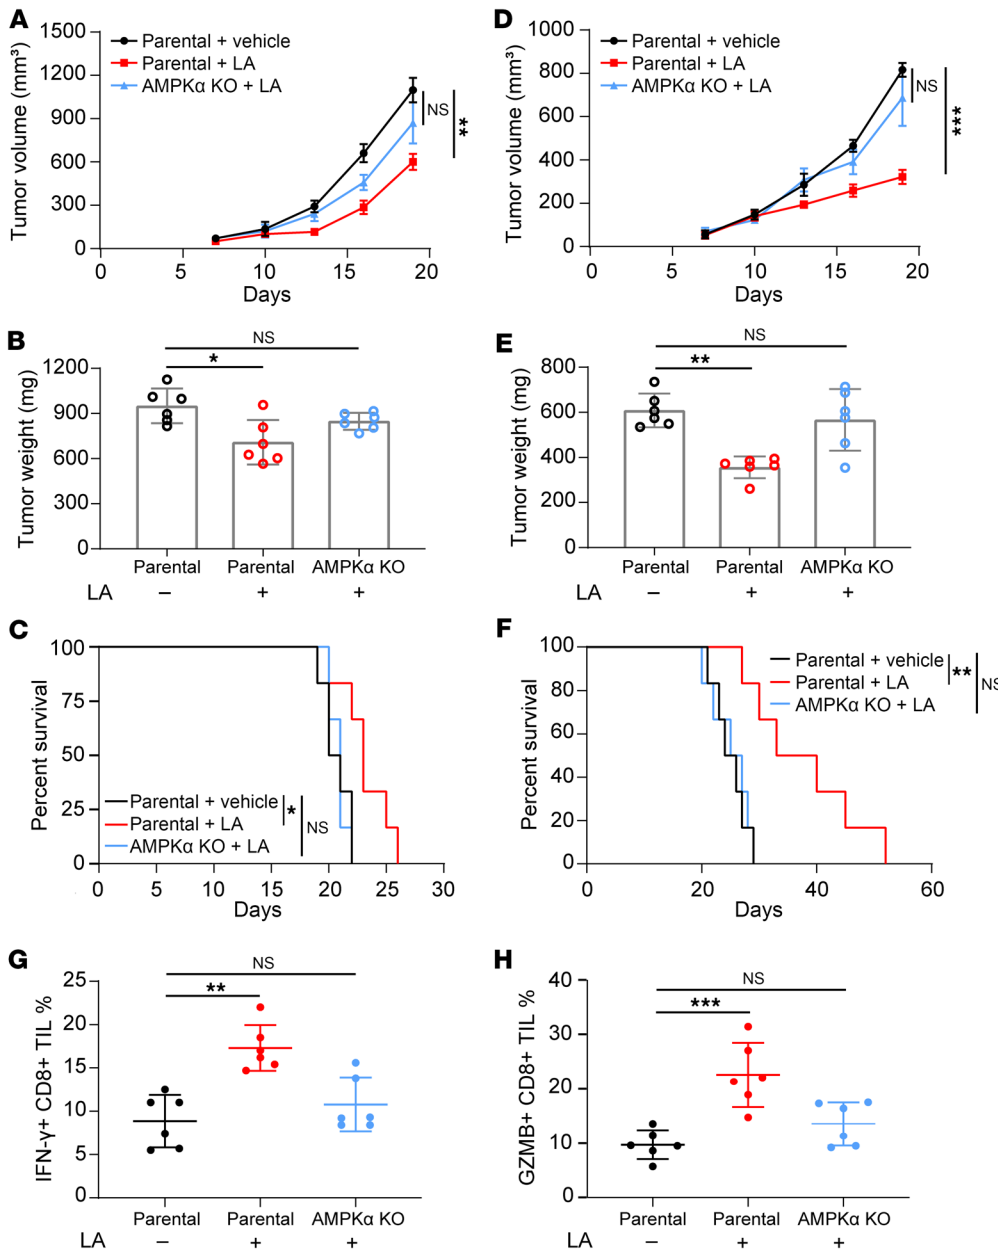 A
Tumor volume (mm³)
1500
1200
900
600
300
0
Parental + vehicle
Parental + LA
AMPKα KO + LA
NS
**
0 5 10 15 20
Days
D
Tumor volume (mm³)
1000
800
600
400
200
0
Parental + vehicle
Parental + LA
AMPKα KO + LA
NS
***
0 5 10 15 20
Days
B
Tumor weight (mg)
1200
900
600
300
0
NS
*
Parental Parental AMPKα KO
LA – + +
E
Tumor weight (mg)
800
600
400
200
0
NS
**
Parental Parental AMPKα KO
LA – + +
C
Percent survival
100
75
50
25
0
Parental + vehicle
Parental + LA
AMPKα KO + LA
*
NS
0 5 10 15 20 25 30
Days
F
Percent survival
100
80
60
40
20
0
Parental + vehicle
Parental + LA
AMPKα KO + LA
**
NS
0 20 40 60
Days
G
IFN-γ+ CD8+ TIL %
25
20
15
10
5
0
NS
**
Parental Parental AMPKα KO
LA – + +
H
GZMB+ CD8+ TIL %
40
30
20
10
0
NS
***
Parental Parental AMPKα KO
LA – + +